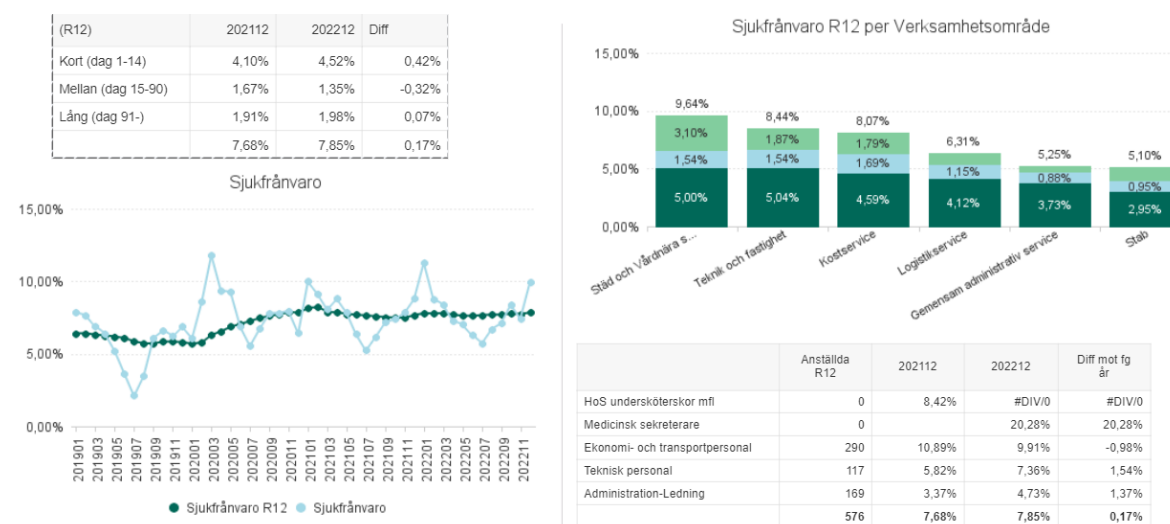 (R12) 202112 202212 Diff
Kort (dag 1-14) 4,10% 4,52% 0,42%
Mellan (dag 15-90) 1,67% 1,35% -0,32%
Lång (dag 91-) 1,91% 1,98% 0,07%
7,68% 7,85% 0,17%
Sjukfrånvaro
15,00%
10,00%
5,00%
0,00%
201901 201903 201905 201907 201909 201911 202001 202003 202005 202007 202009 202011 202101 202103 202105 202107 202109 202111 202201 202203 202205 202207 202209 202211
Sjukfrånvaro R12 Sjukfrånvaro
Sjukfrånvaro R12 per Verksamhetsområde
15,00%
10,00%
5,00%
0,00%
9,64% 8,44% 8,07% 6,31% 5,25% 5,10%
3,10% 1,87% 1,79%
1,54% 1,54% 1,69% 1,15% 0,88% 0,95%
5,00% 5,04% 4,59% 4,12% 3,73% 2,95%
Städ och Vårdnära s... Teknik och fastighet Kostservice Logistikservice Gemensam administrativ service Stab
Anställda R12 202112 202212 Diff mot fg år
HoS undersköterskor mfl 0 8,42% #DIV/0 #DIV/0
Medicinsk sekreterare 0 20,28% 20,28%
Ekonomi- och transportpersonal 290 10,89% 9,91% -0,98%
Teknisk personal 117 5,82% 7,36% 1,54%
Administration-Ledning 169 3,37% 4,73% 1,37%
576 7,68% 7,85% 0,17%